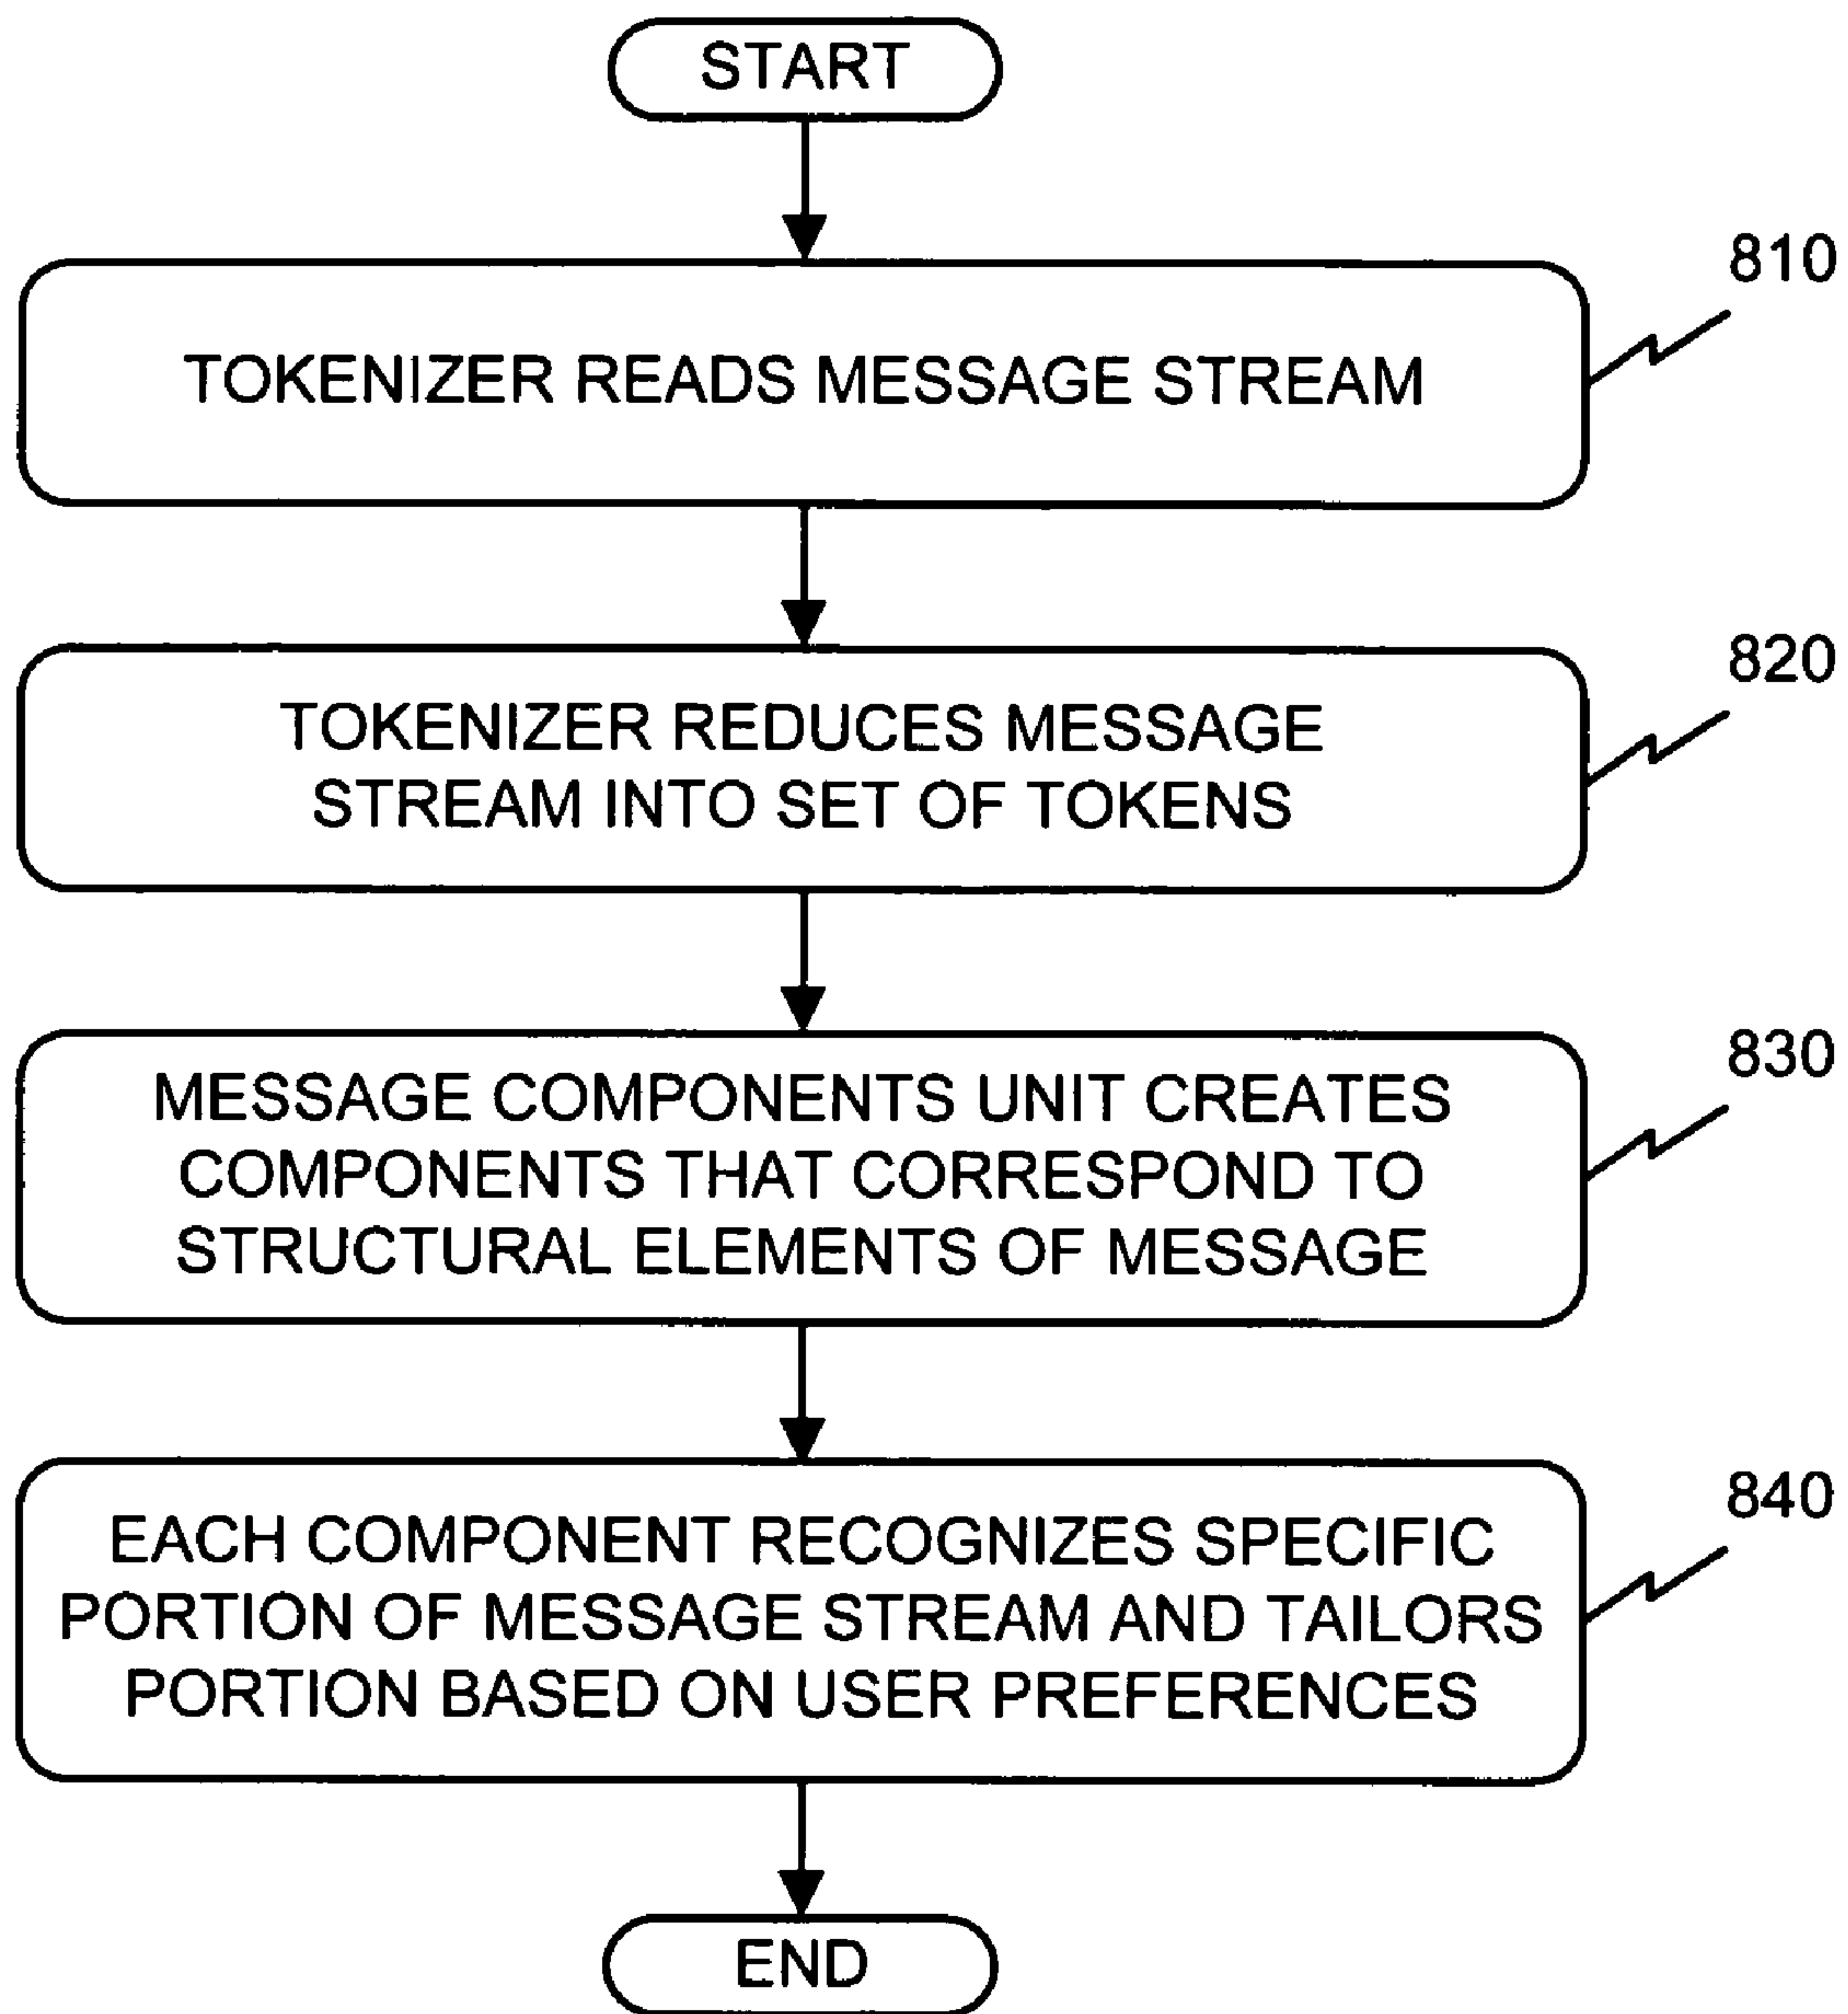 START
810
TOKENIZER READS MESSAGE STREAM
820
TOKENIZER REDUCES MESSAGE
STREAM INTO SET OF TOKENS
830
MESSAGE COMPONENTS UNIT CREATES
COMPONENTS THAT CORRESPOND TO
STRUCTURAL ELEMENTS OF MESSAGE
840
EACH COMPONENT RECOGNIZES SPECIFIC
PORTION OF MESSAGE STREAM AND TAILORS
PORTION BASED ON USER PREFERENCES
END